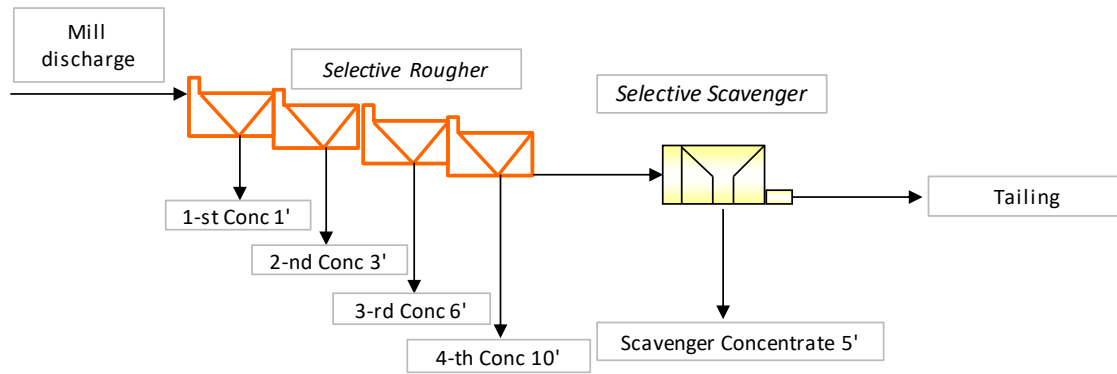 Mill
discharge
Selective Rougher
Selective Scavenger
1-st Conc 1'
2-nd Conc 3'
3-rd Conc 6'
4-th Conc 10'
Scavenger Concentrate 5'
Tailing